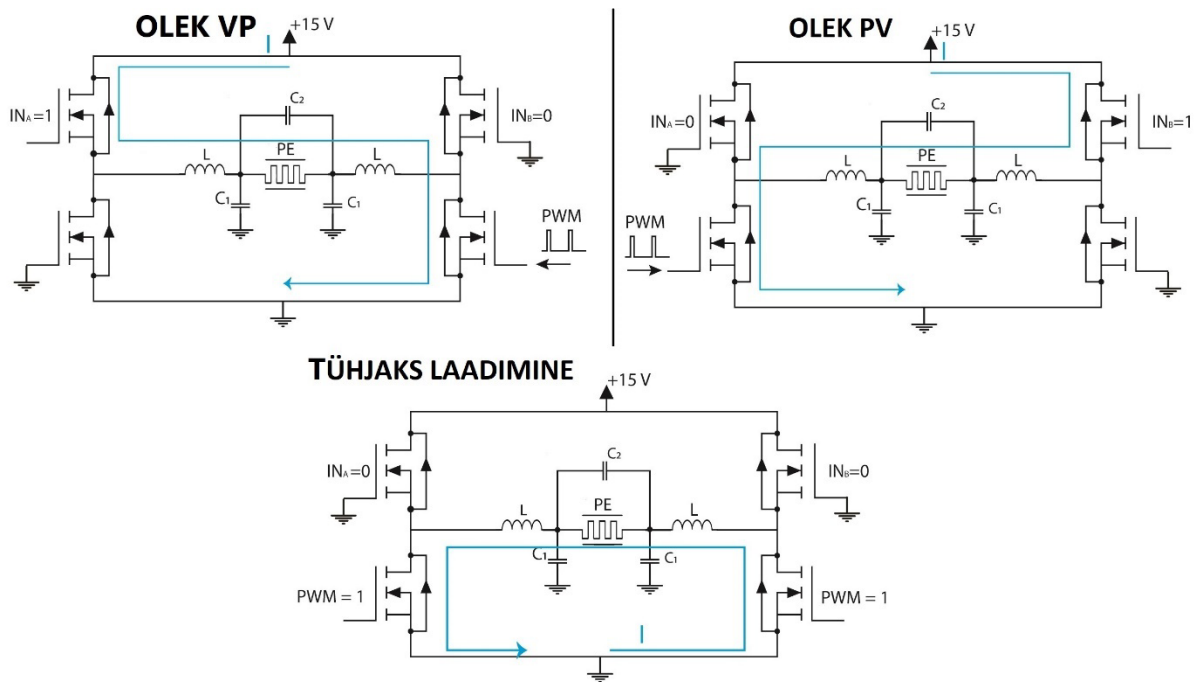 OLEK VP
I
+15 V
INA=1
C2
INB=0
L
PE
L
C1
C1
PWM
OLEK PV
I
+15 V
INA=0
C2
INB=1
L
PE
L
PWM
C1
C1
TÜHJAKS LAADIMINE
+15 V
INA=0
C2
INB=0
L
PE
L
C1
C1
PWM = 1
PWM = 1
I